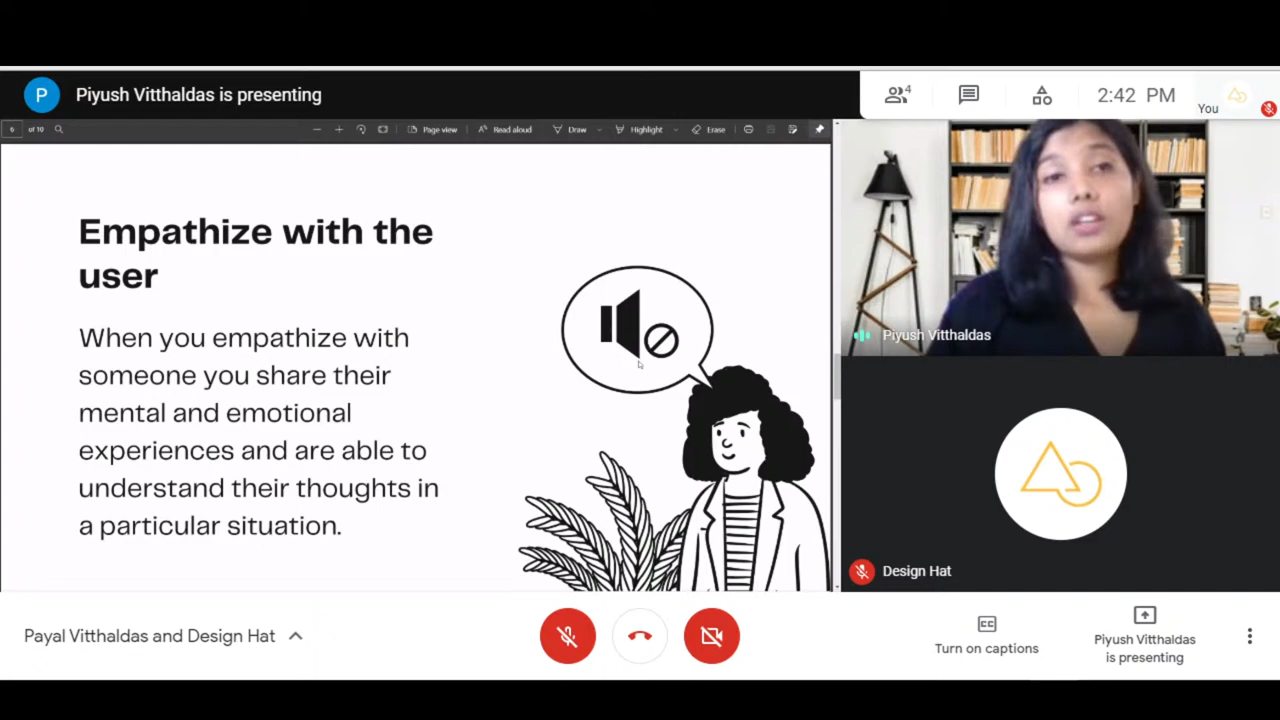 P
Piyush Vitthaldas is presenting
4
2:42 PM
You
6 of 10
Page view
Read aloud
Draw
Highlight
Erase
Empathize with the
user
When you empathize with
someone you share their
mental and emotional
experiences and are able to
understand their thoughts in
a particular situation.
Piyush Vitthaldas
Design Hat
Payal Vitthaldas and Design Hat
CC
Turn on captions
Piyush Vitthaldas
is presenting